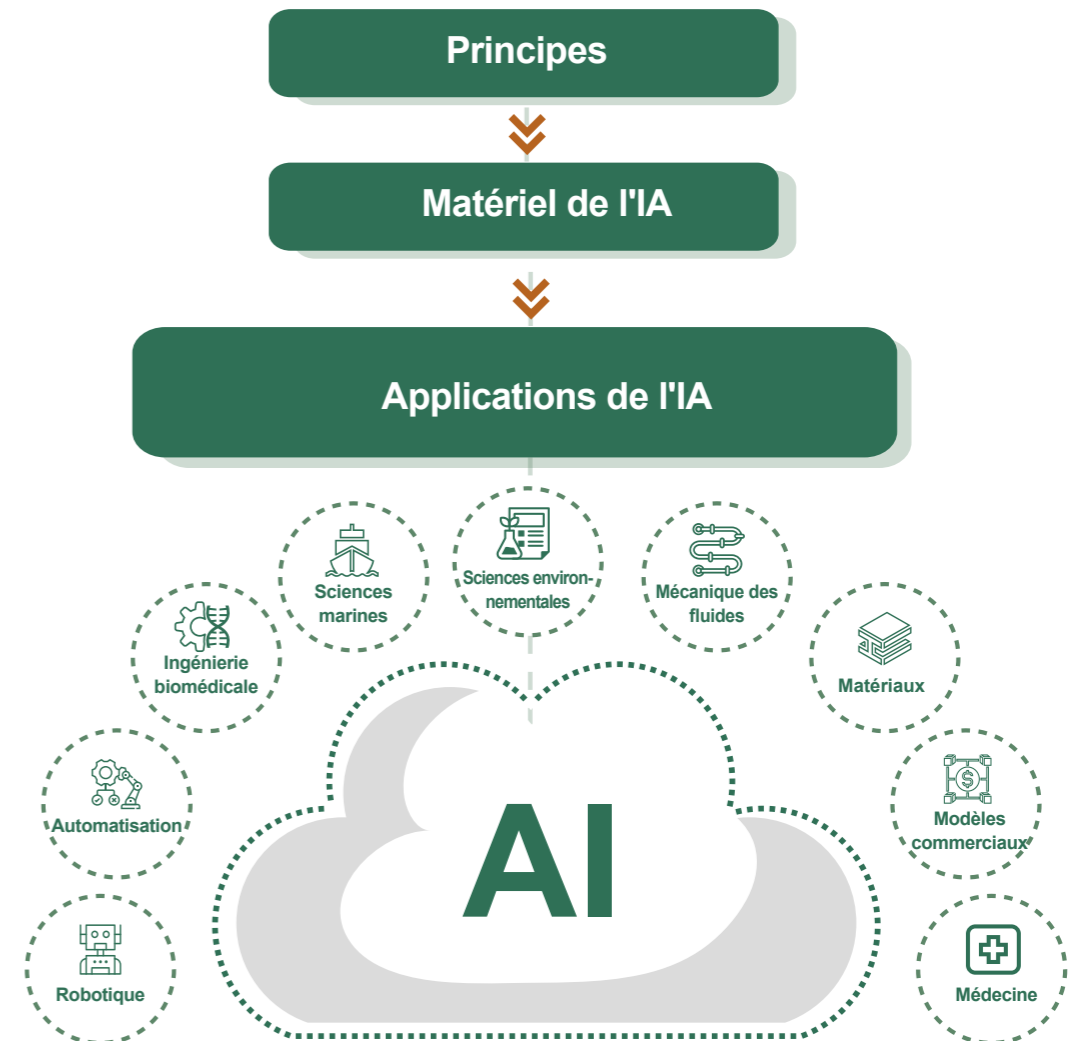 Principes
Matériel de l'IA
Applications de l'IA
Sciences environ-
nementales
Sciences
marines
Mécanique des
fluides
Ingénierie
biomédicale
Matériaux
Automatisation
Modèles
commerciaux
AI
Robotique
Médecine